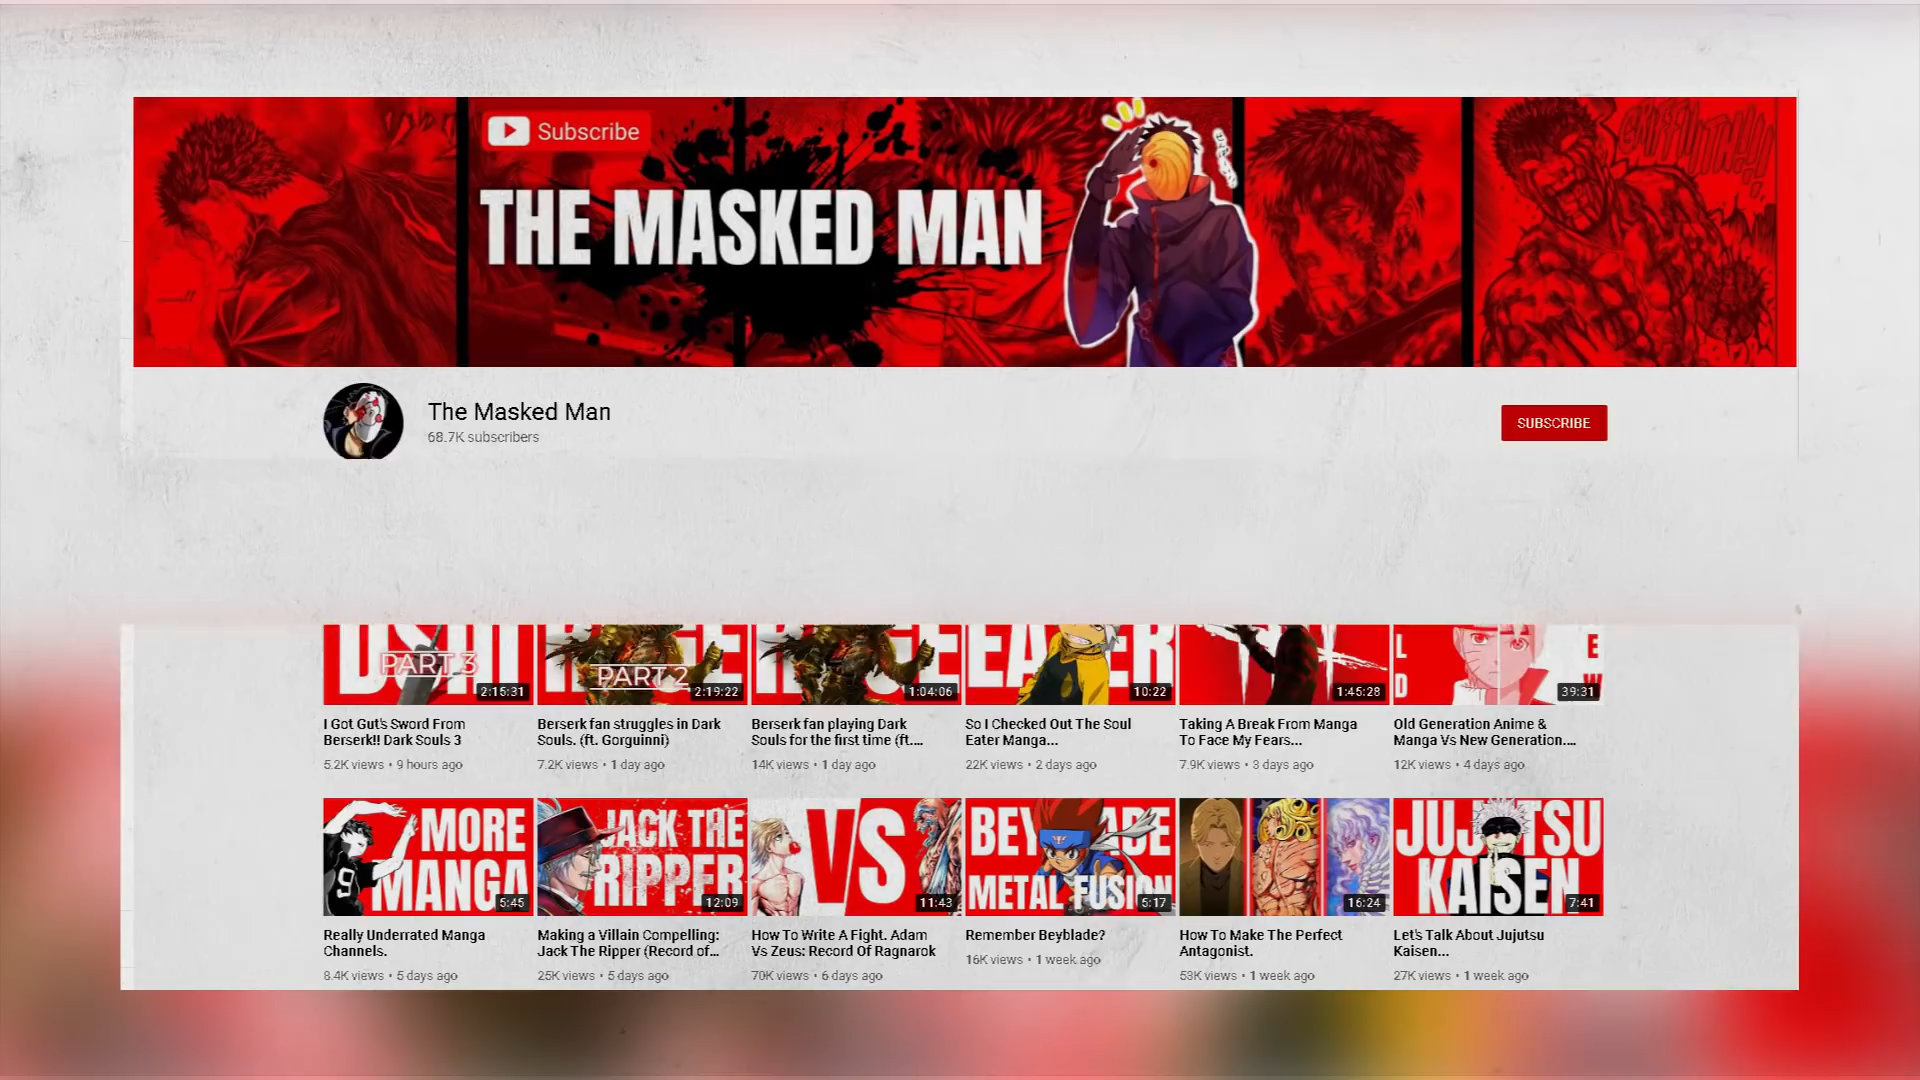 Subscribe
THE MASKED MAN
GRIFFITH!!!
The Masked Man
68.7K subscribers
SUBSCRIBE
PART 3
2:15:31
PART 2
2:19:22
1:04:06
EATER
10:22
1:45:28
L
D
E
W
39:31
I Got Gut's Sword From
Berserk!! Dark Souls 3
5.2K views • 9 hours ago
Berserk fan struggles in Dark
Souls. (ft. Gorguinni)
7.2K views • 1 day ago
Berserk fan playing Dark
Souls for the first time (ft....
14K views • 1 day ago
So I Checked Out The Soul
Eater Manga...
22K views • 2 days ago
Taking A Break From Manga
To Face My Fears...
7.9K views • 3 days ago
Old Generation Anime &
Manga Vs New Generation....
12K views • 4 days ago
MORE
MANGA
9
5:45
JACK THE
RIPPER
12:09
VS
11:43
BEYBLADE
METAL FUSION
5:17
16:24
JUJUTSU
KAISEN
7:41
Really Underrated Manga
Channels.
8.4K views • 5 days ago
Making a Villain Compelling:
Jack The Ripper (Record of...
25K views • 5 days ago
How To Write A Fight. Adam
Vs Zeus: Record Of Ragnarok
70K views • 6 days ago
Remember Beyblade?
16K views • 1 week ago
How To Make The Perfect
Antagonist.
53K views • 1 week ago
Let's Talk About Jujutsu
Kaisen...
27K views • 1 week ago